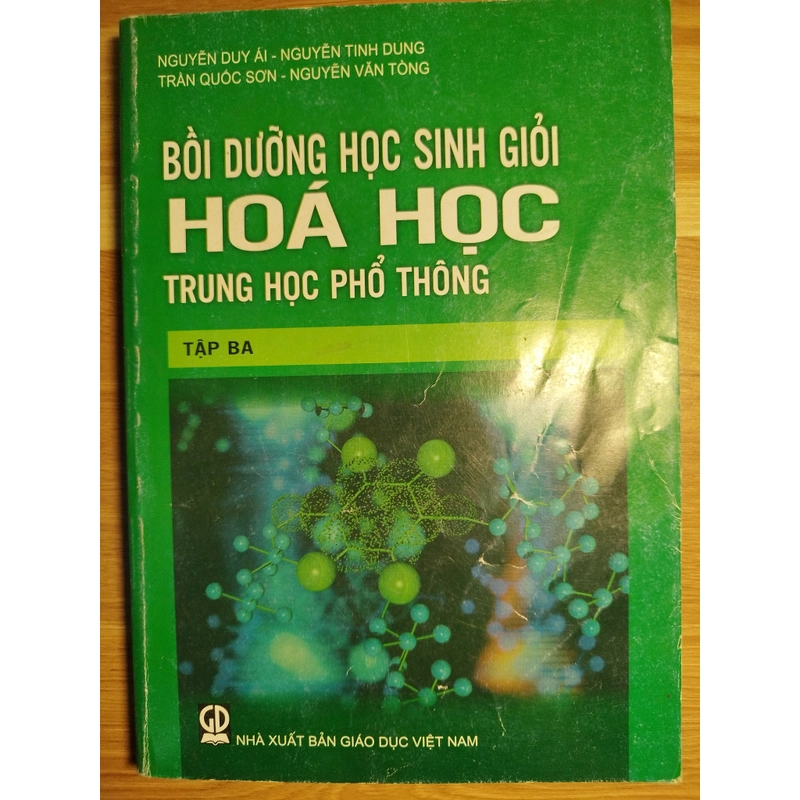 NGUYỄN DUY ÁI - NGUYỄN TINH DUNG
TRẦN QUỐC SƠN - NGUYỄN VĂN TÒNG
BỒI DƯỠNG HỌC SINH GIỎI
HOÁ HỌC
TRUNG HỌC PHỔ THÔNG
TẬP BA
GD
NHÀ XUẤT BẢN GIÁO DỤC VIỆT NAM